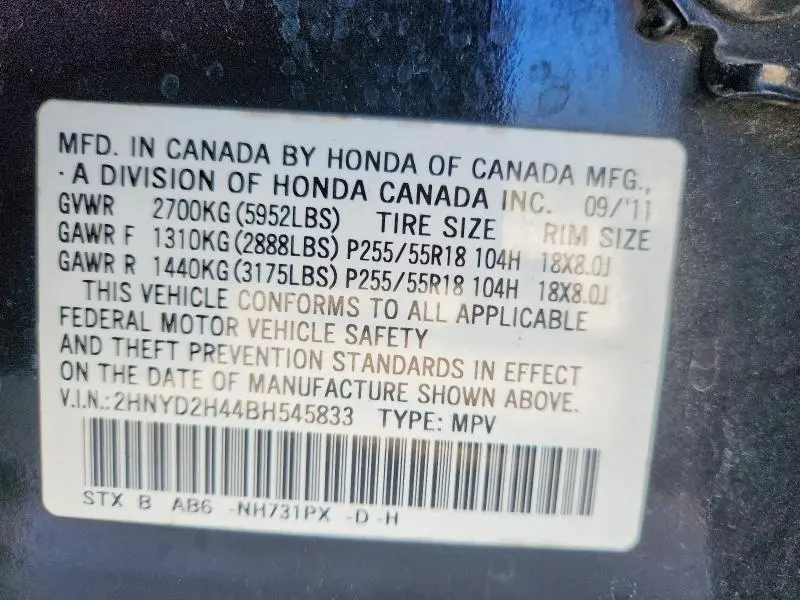 MFD. IN CANADA BY HONDA OF CANADA MFG.,
A DIVISION OF HONDA CANADA INC. 09/'11
GVWR 2700KG(5952LBS) TIRE SIZE RIM SIZE
GAWR F 1310KG(2888LBS) P255/55R18 104H 18X8.0J
GAWR R 1440KG(3175LBS) P255/55R18 104H 18X8.0J
THIS VEHICLE CONFORMS TO ALL APPLICABLE
FEDERAL MOTOR VEHICLE SAFETY
AND THEFT PREVENTION STANDARDS IN EFFECT
ON THE DATE OF MANUFACTURE SHOWN ABOVE.
V.I.N.:2HNYD2H44BH545833 TYPE: MPV
STX B AB6 -NH731PX -D -H